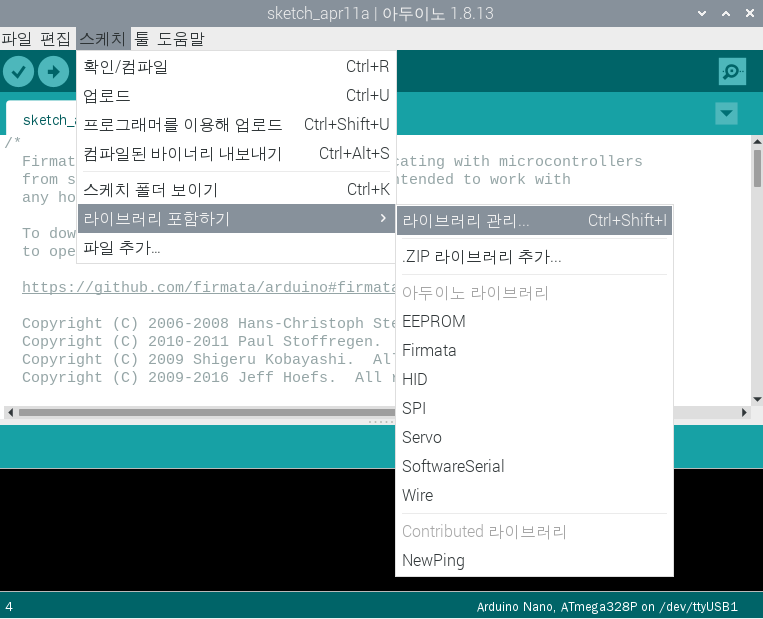 sketch_apr11a | 아두이노 1.8.13
파일 편집 스케치 툴 도움말
확인/컴파일 Ctrl+R
업로드 Ctrl+U
프로그래머를 이용해 업로드 Ctrl+Shift+U
컴파일된 바이너리 내보내기 Ctrl+Alt+S
스케치 폴더 보이기 Ctrl+K
라이브러리 포함하기
파일 추가...
라이브러리 관리... Ctrl+Shift+I
.ZIP 라이브러리 추가...
아두이노 라이브러리
EEPROM
Firmata
HID
SPI
Servo
SoftwareSerial
Wire
Contributed 라이브러리
NewPing
sketch_a
/*
Firmat cating with microcontrollers
from s ntended to work with
any ho
To dow
to ope
https://github.com/firmata/arduino#firmata
Copyright (C) 2006-2008 Hans-Christoph Ste
Copyright (C) 2010-2011 Paul Stoffregen.
Copyright (C) 2009 Shigeru Kobayashi. All
Copyright (C) 2009-2016 Jeff Hoefs. All r
4 Arduino Nano, ATmega328P on /dev/ttyUSB1